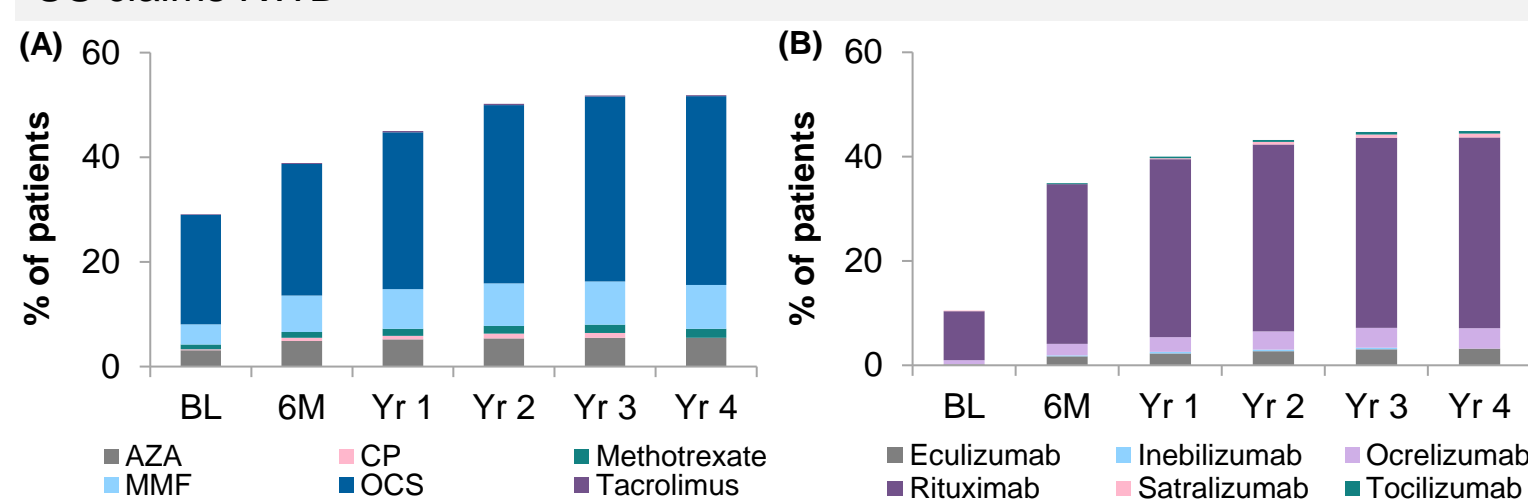 (A)
% of patients
60
40
20
0
BL 6M Yr 1 Yr 2 Yr 3 Yr 4
AZA CP Methotrexate
MMF OCS Tacrolimus
(B)
% of patients
60
40
20
0
BL 6M Yr 1 Yr 2 Yr 3 Yr 4
Eculizumab Inebilizumab Ocrelizumab
Rituximab Satralizumab Tocilizumab